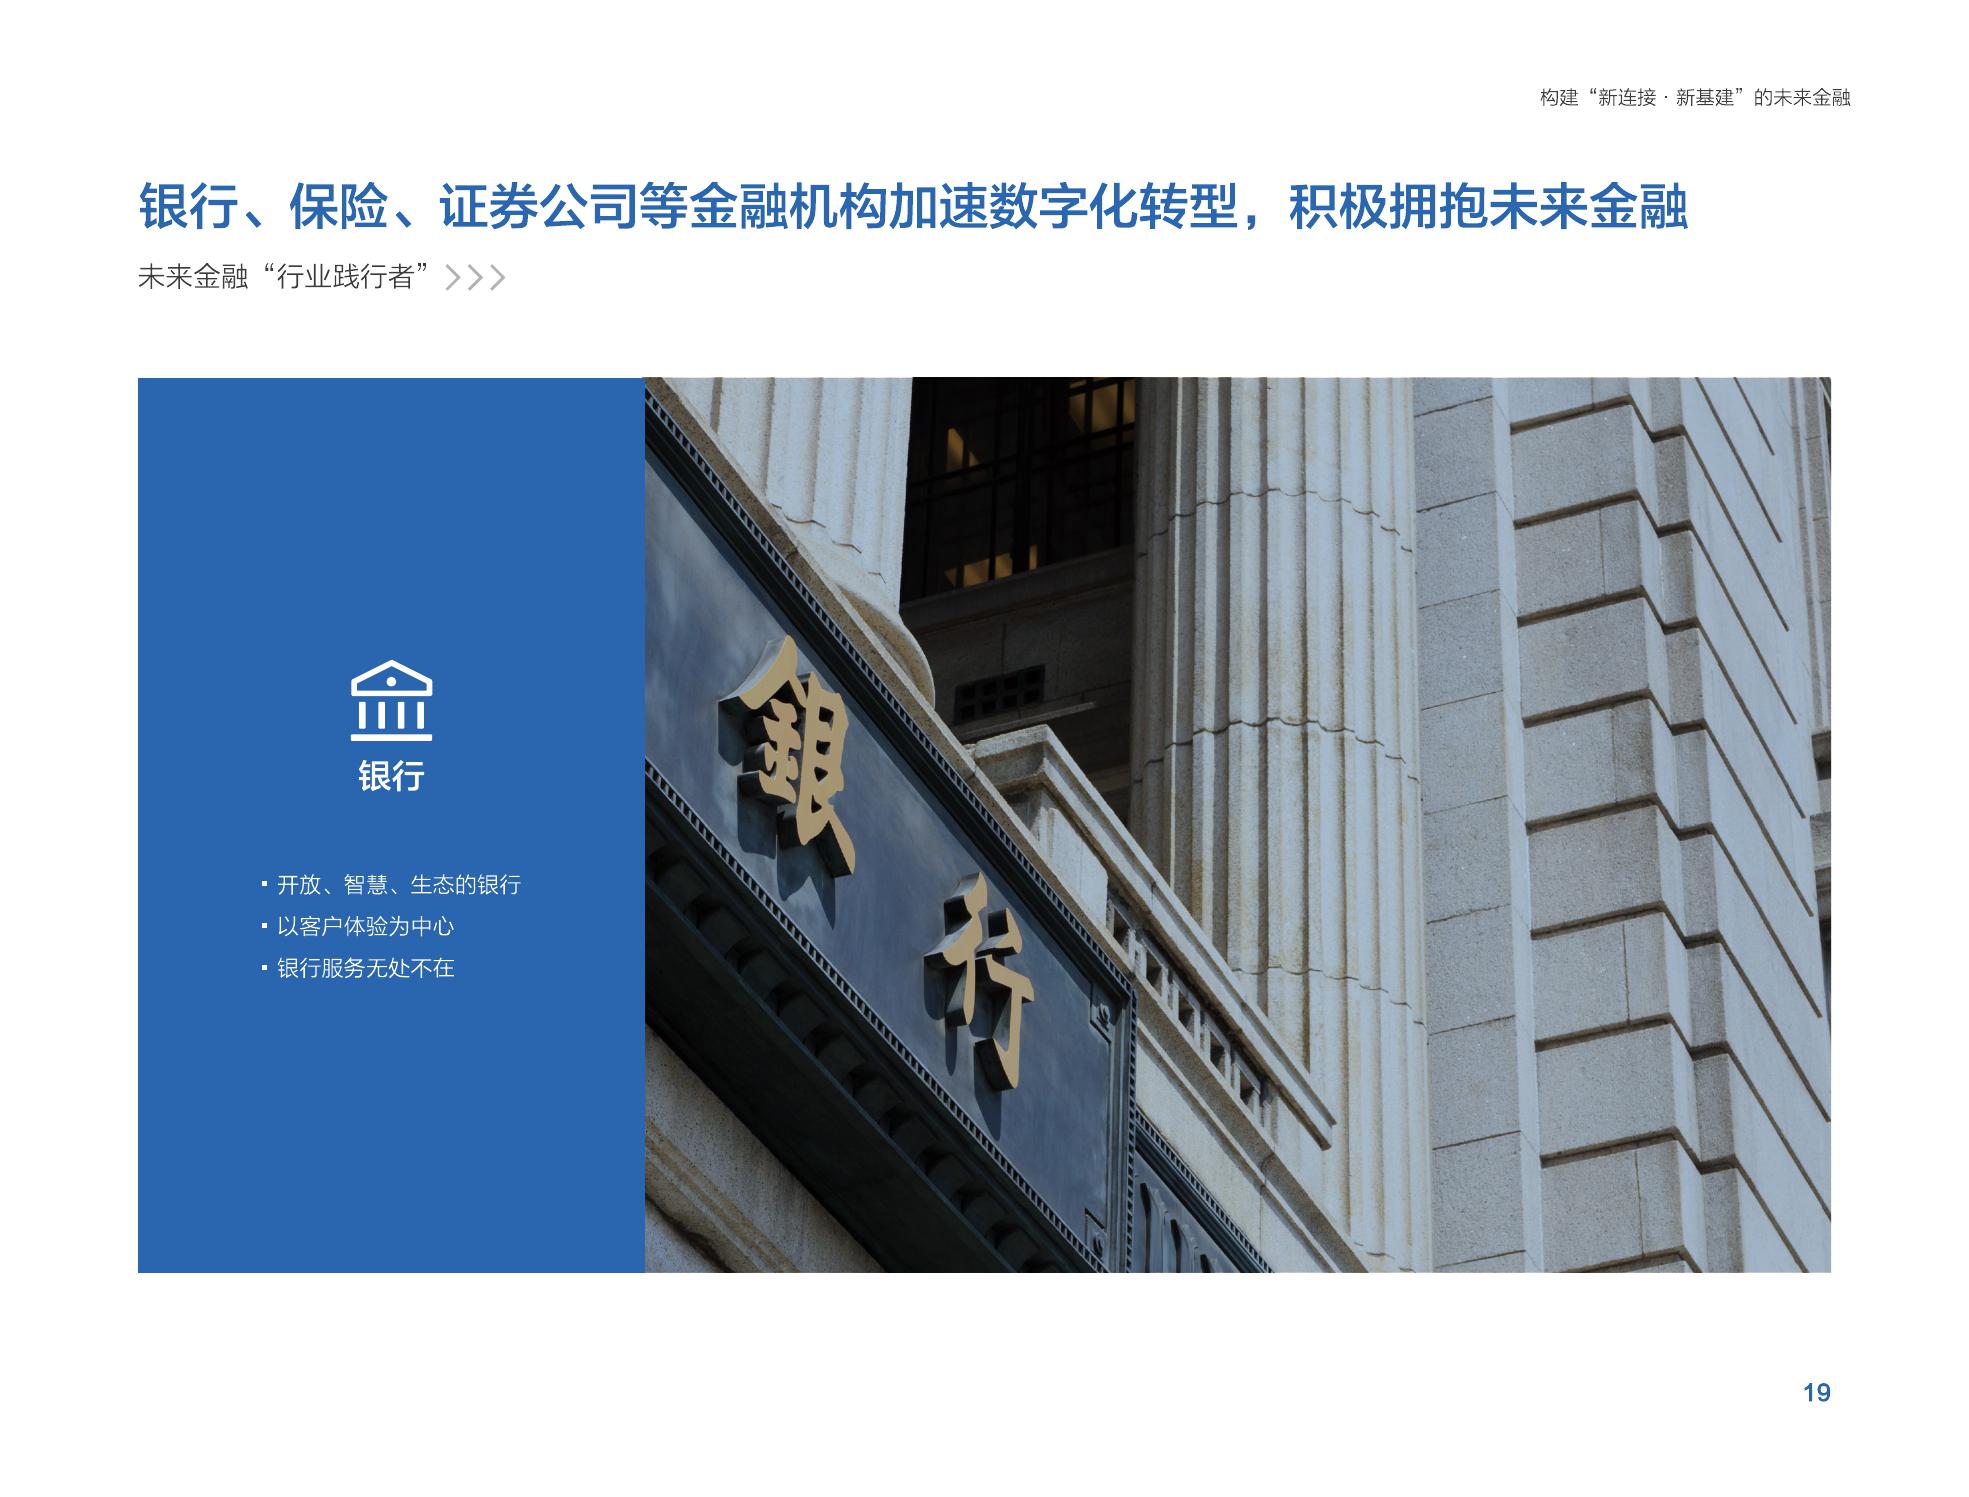 构建“新连接·新基建”的未来金融
银行、保险、证券公司等金融机构加速数字化转型，积极拥抱未来金融
未来金融“行业践行者”
银行
▪ 开放、智慧、生态的银行
▪ 以客户体验为中心
▪ 银行服务无处不在
銀行
19